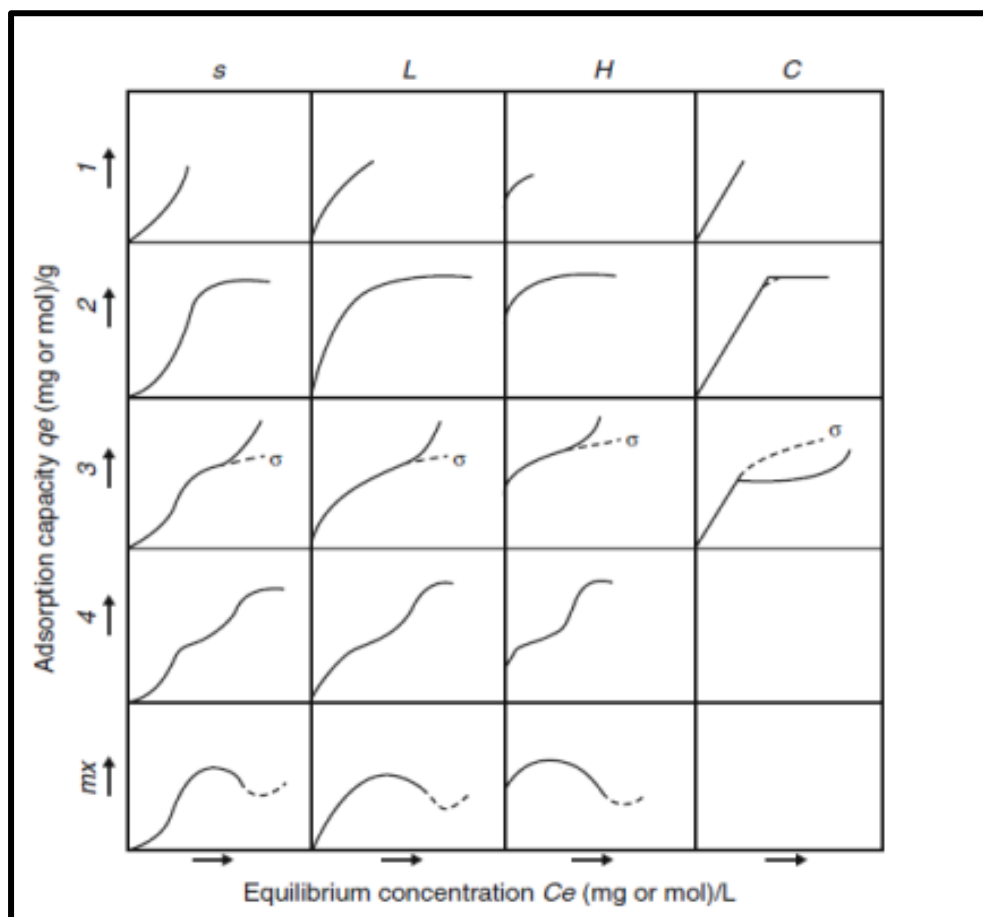 s L H C
Adsorption capacity qe (mg or mol)/g
1
2
3
σ
σ
σ
σ
4
mx
Equilibrium concentration Ce (mg or mol)/L